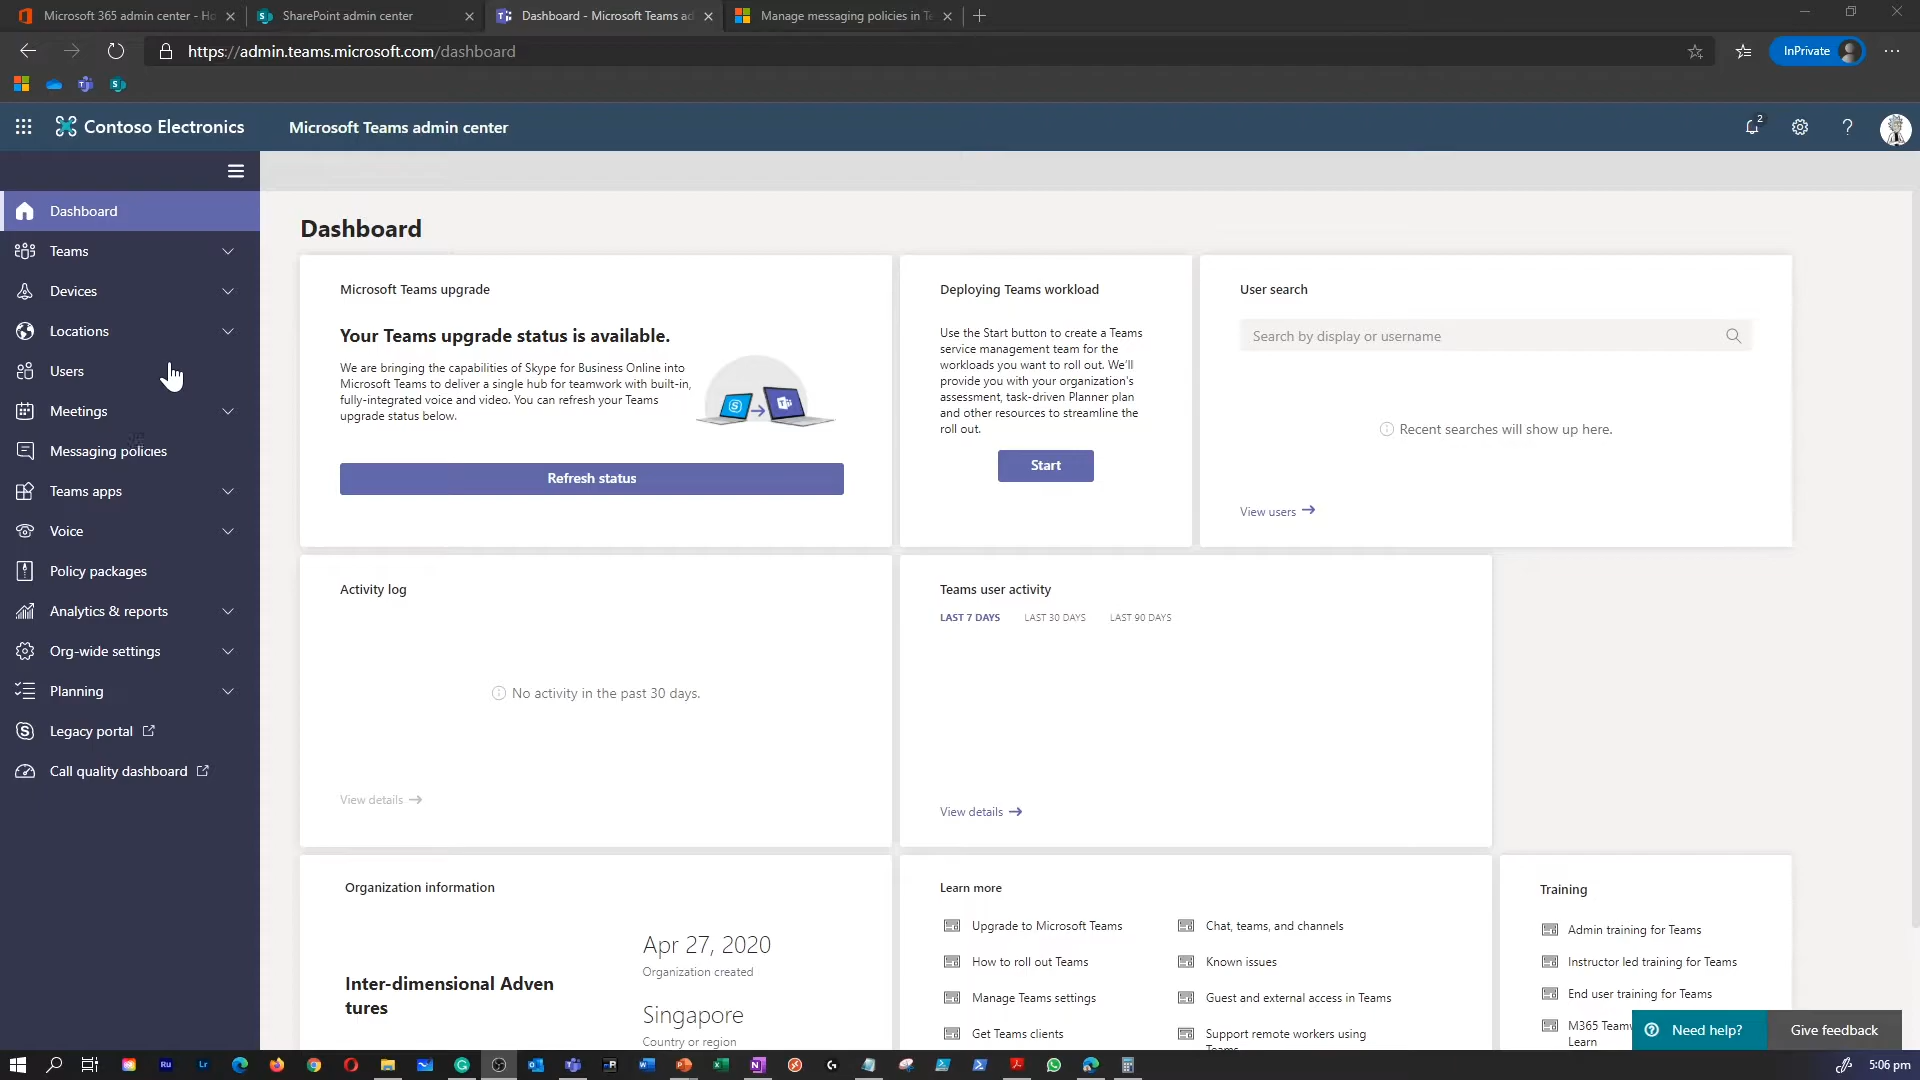 Microsoft 365 admin center - Ho
SharePoint admin center
Dashboard - Microsoft Teams ad
Manage messaging policies in Te
https://admin.teams.microsoft.com/dashboard
InPrivate
Contoso Electronics
Microsoft Teams admin center
2
Dashboard
Teams
Devices
Locations
Users
Meetings
Messaging policies
Teams apps
Voice
Policy packages
Analytics & reports
Org-wide settings
Planning
Legacy portal
Call quality dashboard
Dashboard
Microsoft Teams upgrade
Your Teams upgrade status is available.
We are bringing the capabilities of Skype for Business Online into
Microsoft Teams to deliver a single hub for teamwork with built-in,
fully-integrated voice and video. You can refresh your Teams
upgrade status below.
Refresh status
Deploying Teams workload
Use the Start button to create a Teams
service management team for the
workloads you want to roll out. We'll
provide you with your organization's
assessment, task-driven Planner plan
and other resources to streamline the
roll out.
Start
User search
Search by display or username
Recent searches will show up here.
View users
Activity log
No activity in the past 30 days.
View details
Teams user activity
LAST 7 DAYS
LAST 30 DAYS
LAST 90 DAYS
View details
Organization information
Inter-dimensional Adven
tures
Apr 27, 2020
Organization created
Singapore
Country or region
Learn more
Upgrade to Microsoft Teams
How to roll out Teams
Manage Teams settings
Get Teams clients
Chat, teams, and channels
Known issues
Guest and external access in Teams
Support remote workers using
Training
Admin training for Teams
Instructor led training for Teams
End user training for Teams
M365 Teamw
Learn
Need help?
Give feedback
5:06 pm